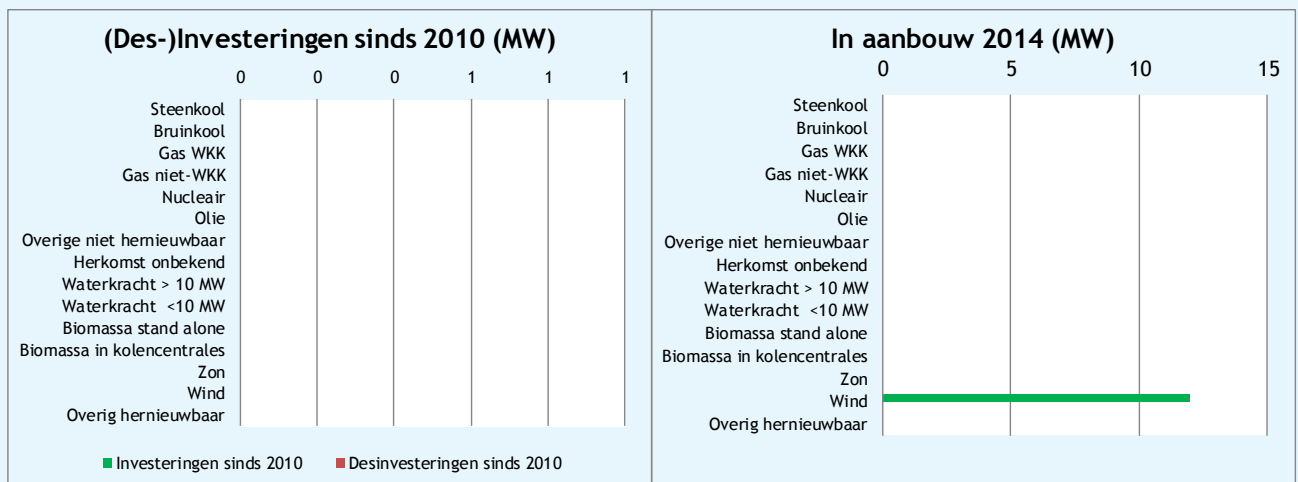 (Des-)Investeringen sinds 2010 (MW)
0 0 0 1 1 1
Steenkool
Bruinkool
Gas WKK
Gas niet-WKK
Nucleair
Olie
Overige niet hernieuwbaar
Herkomst onbekend
Waterkracht > 10 MW
Waterkracht <10 MW
Biomassa stand alone
Biomassa in kolencentrales
Zon
Wind
Overig hernieuwbaar
Investeringen sinds 2010 Desinvesteringen sinds 2010
In aanbouw 2014 (MW)
0 5 10 15
Steenkool
Bruinkool
Gas WKK
Gas niet-WKK
Nucleair
Olie
Overige niet hernieuwbaar
Herkomst onbekend
Waterkracht > 10 MW
Waterkracht <10 MW
Biomassa stand alone
Biomassa in kolencentrales
Zon
Wind
Overig hernieuwbaar